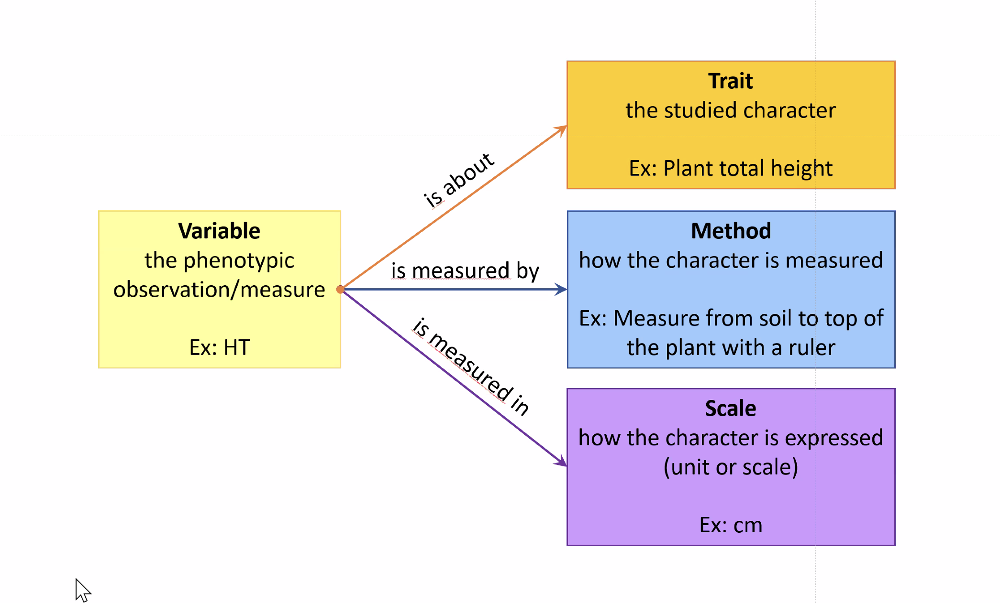 Trait
the studied character
Ex: Plant total height
is about
Variable
the phenotypic
observation/measure
Ex: HT
is measured by
Method
how the character is measured
Ex: Measure from soil to top of
the plant with a ruler
is measured in
Scale
how the character is expressed
(unit or scale)
Ex: cm